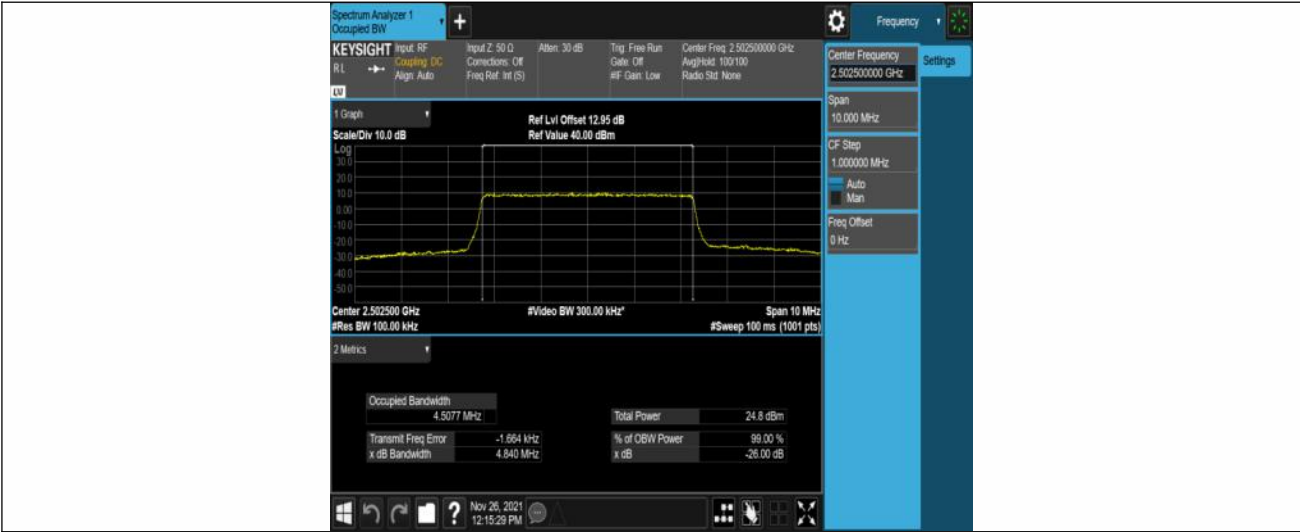 Spectrum Analyzer 1
Occupied BW
+
Frequency
KEYSIGHT
RL
Input: RF
Coupling: DC
Align: Auto
Input Z: 50 Ω
Corrections: Off
Freq Ref: Int (S)
Atten: 30 dB
Trig: Free Run
Gate: Off
#IF Gain: Low
Center Freq: 2.502500000 GHz
Avg|Hold: 100/100
Radio Std: None
Center Frequency
2.502500000 GHz
Settings
Span
10.000 MHz
CF Step
1.000000 MHz
Auto
Man
Freq Offset
0 Hz
1 Graph
Scale/Div 10.0 dB
Ref Lvl Offset 12.95 dB
Ref Value 40.00 dBm
Log
30.0
20.0
10.0
0.00
-10.0
-20.0
-30.0
-40.0
-50.0
Center 2.502500 GHz
#Res BW 100.00 kHz
#Video BW 300.00 kHz*
Span 10 MHz
#Sweep 100 ms (1001 pts)
2 Metrics
Occupied Bandwidth
4.5077 MHz
Total Power 24.8 dBm
Transmit Freq Error -1.664 kHz
% of OBW Power 99.00 %
x dB Bandwidth 4.840 MHz
x dB -26.00 dB
?
Nov 26, 2021
12:15:29 PM